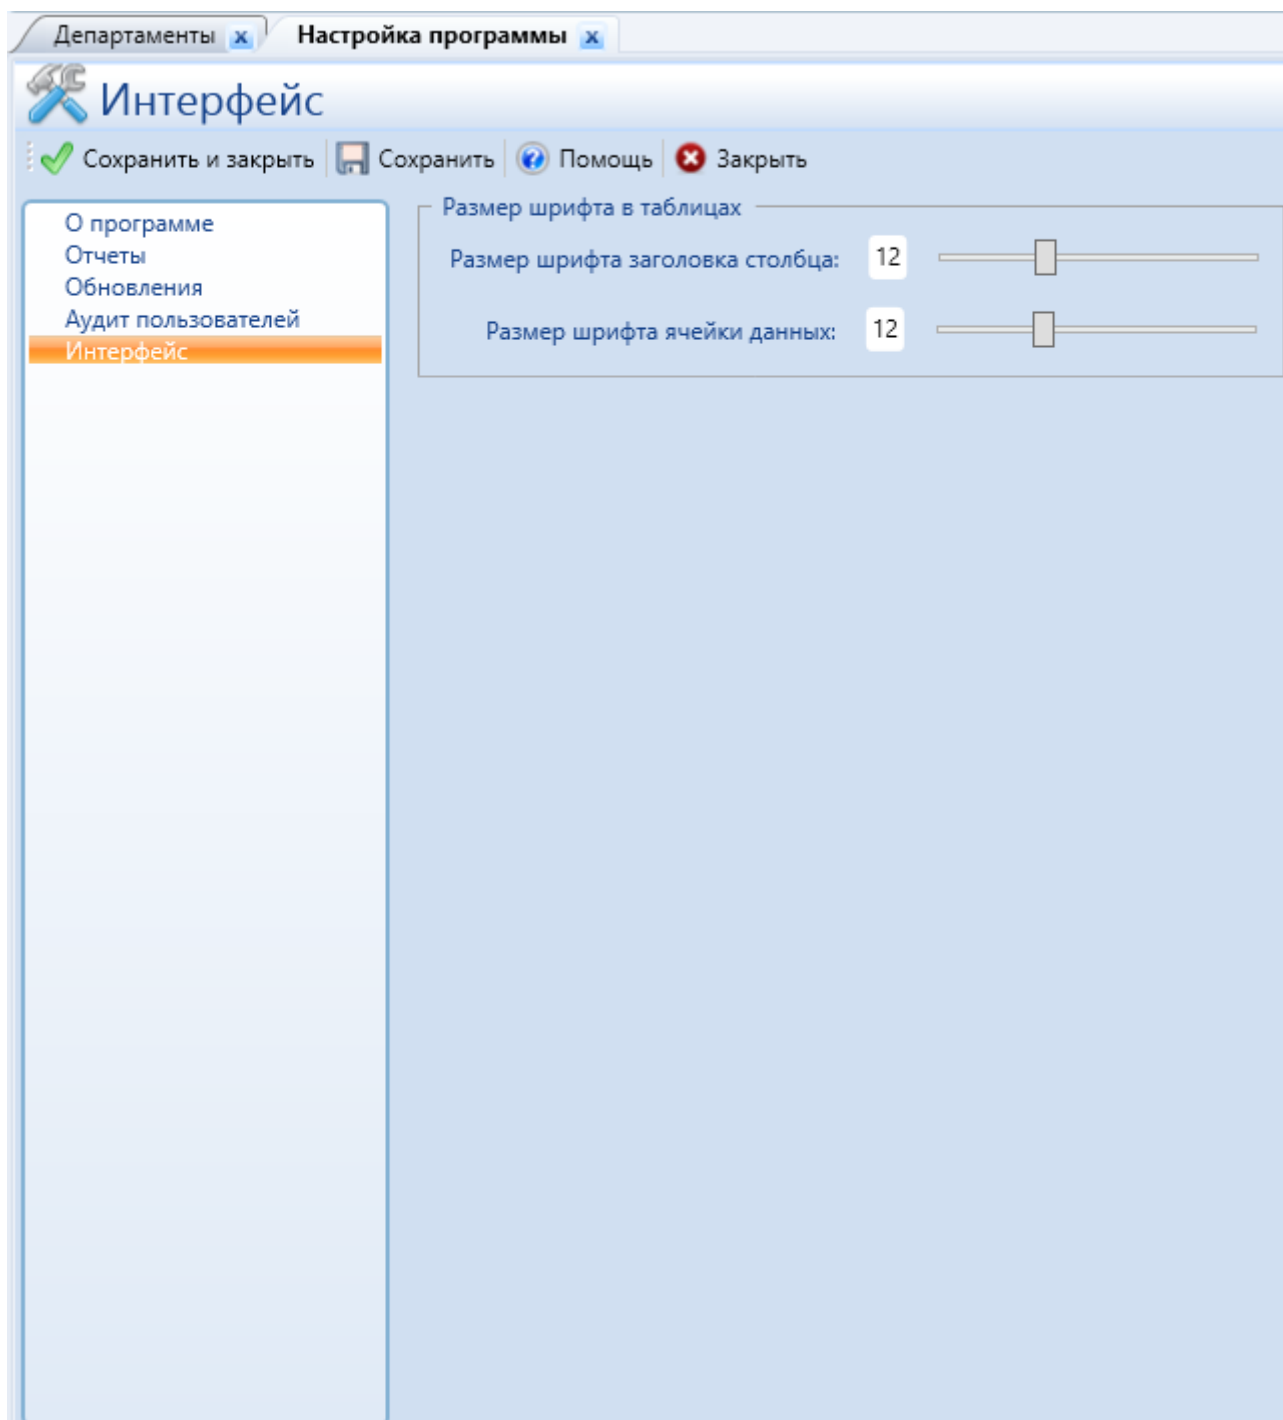 Департаменты x Настройка программы x
Интерфейс
Сохранить и закрыть Сохранить Помощь Закрыть
О программе
Отчеты
Обновления
Аудит пользователей
Интерфейс
Размер шрифта в таблицах
Размер шрифта заголовка столбца: 12
Размер шрифта ячейки данных: 12